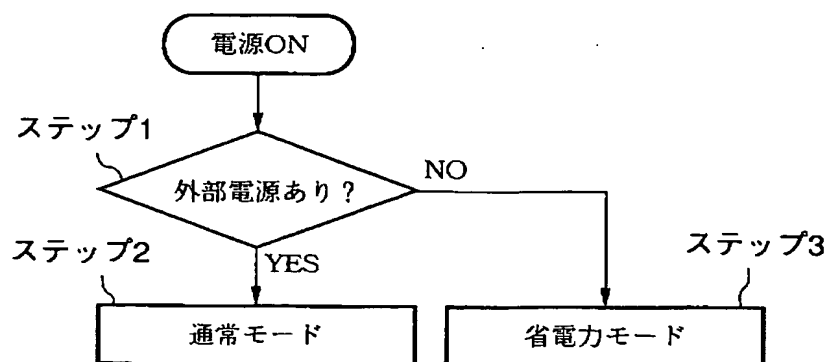 電源ON
ステップ1
外部電源あり？
NO
ステップ2
YES
ステップ3
通常モード
省電力モード